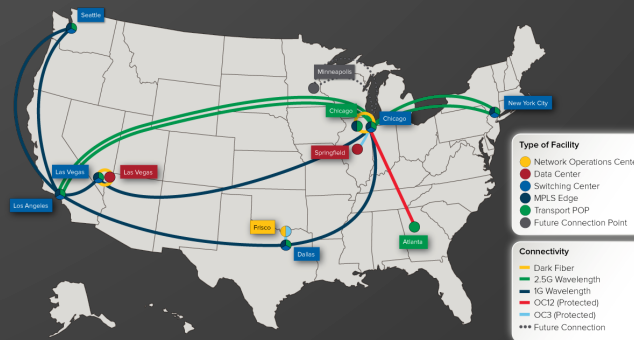 Seattle
Minneapolis
Chicago
Chicago
New York City
Springfield
Las Vegas
Las Vegas
Los Angeles
Frisco
Dallas
Atlanta
Type of Facility
Network Operations Cente
Data Center
Switching Center
MPLS Edge
Transport POP
Future Connection Point
Connectivity
Dark Fiber
2.5G Wavelength
1G Wavelength
OC12 (Protected)
OC3 (Protected)
Future Connection